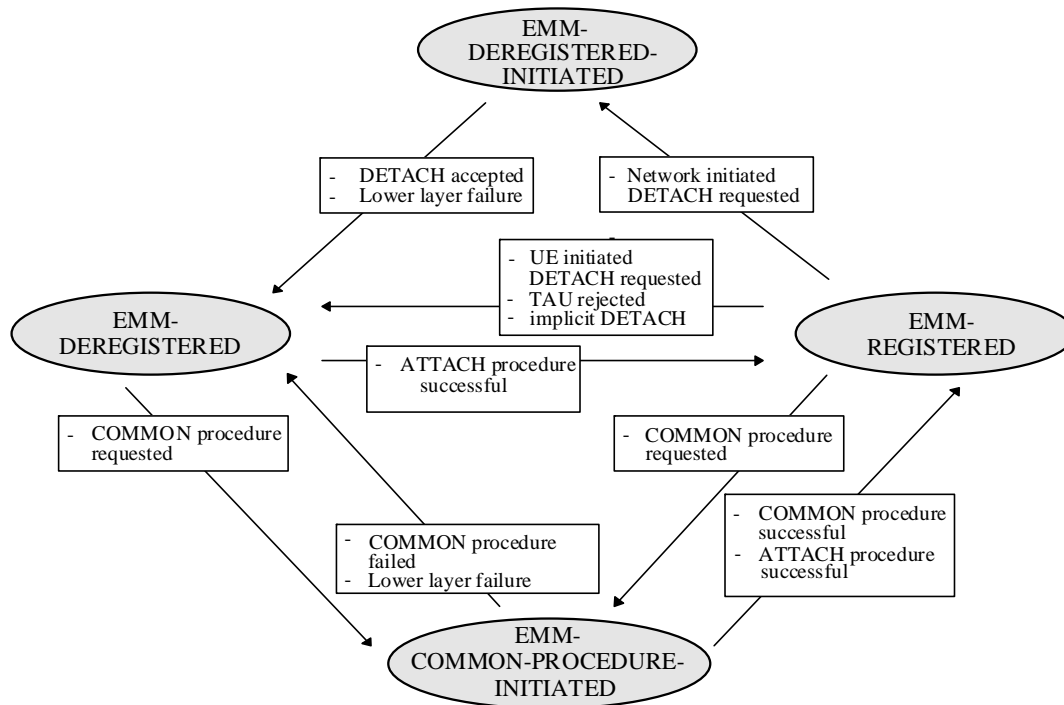 EMM-
DEREGISTERED-
INITIATED
- DETACH accepted
- Lower layer failure
- Network initiated
DETACH requested
- UE initiated
DETACH requested
- TAU rejected
- implicit DETACH
EMM-
DEREGISTERED
EMM-
REGISTERED
- ATTACH procedure
successful
- COMMON procedure
requested
- COMMON procedure
requested
- COMMON procedure
failed
- Lower layer failure
- COMMON procedure
successful
- ATTACH procedure
successful
EMM-
COMMON-PROCEDURE-
INITIATED